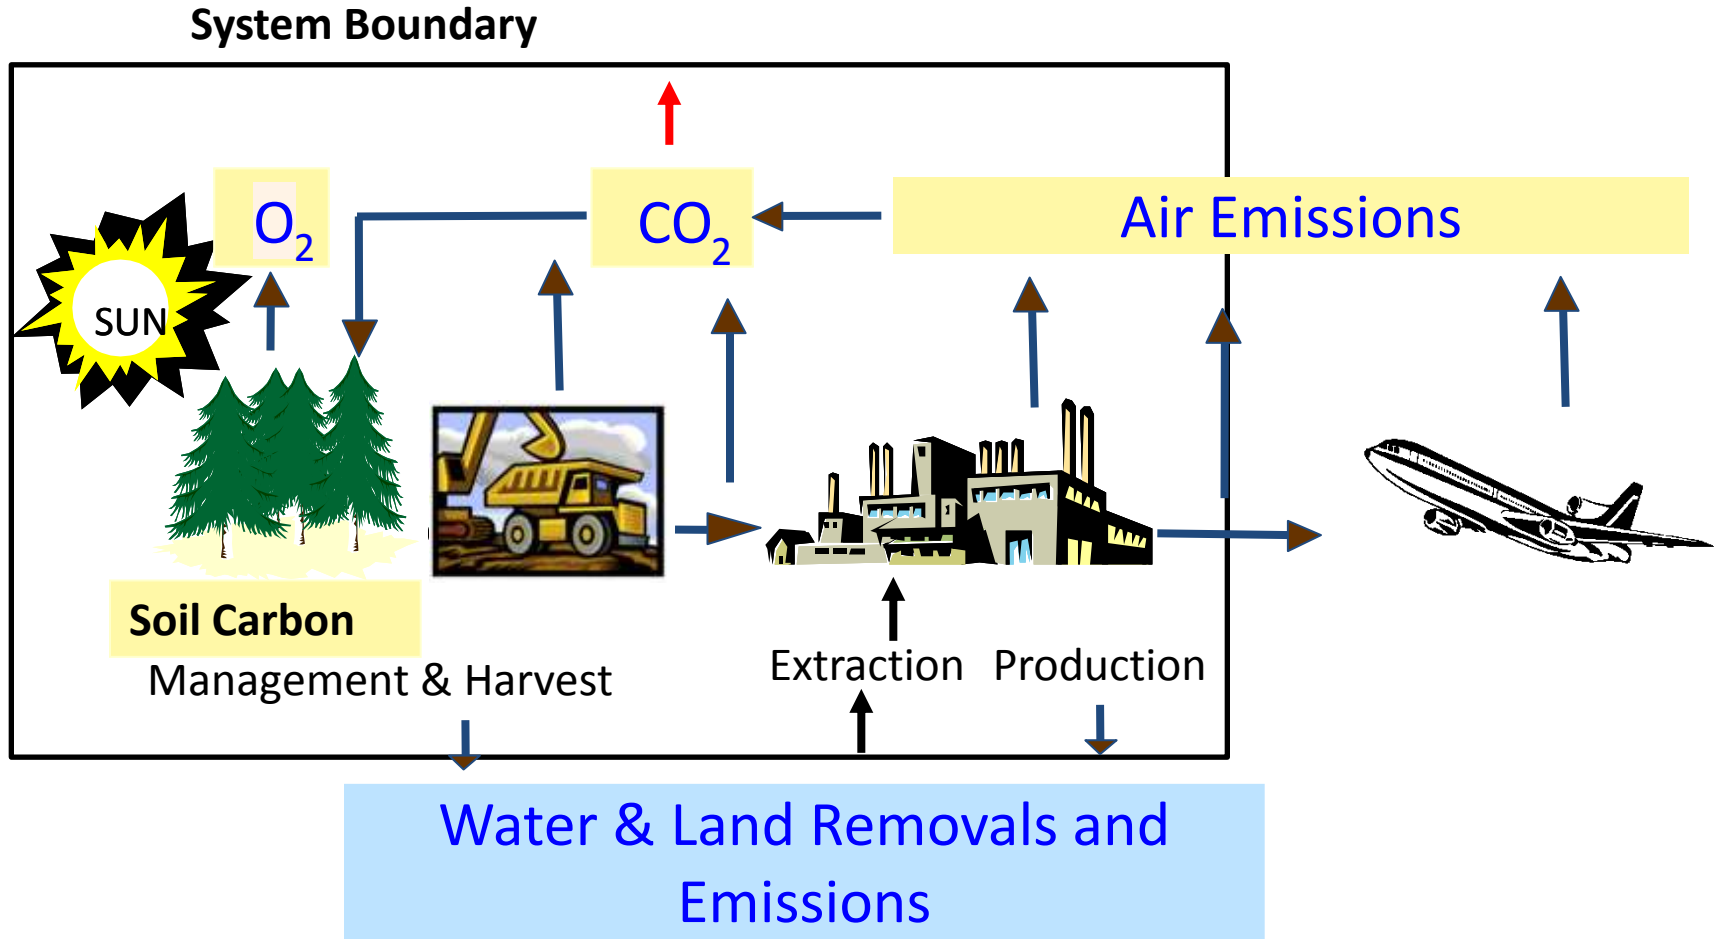 System Boundary
O₂
CO₂
Air Emissions
SUN
Soil Carbon
Management & Harvest
Extraction
Production
Water & Land Removals and
Emissions